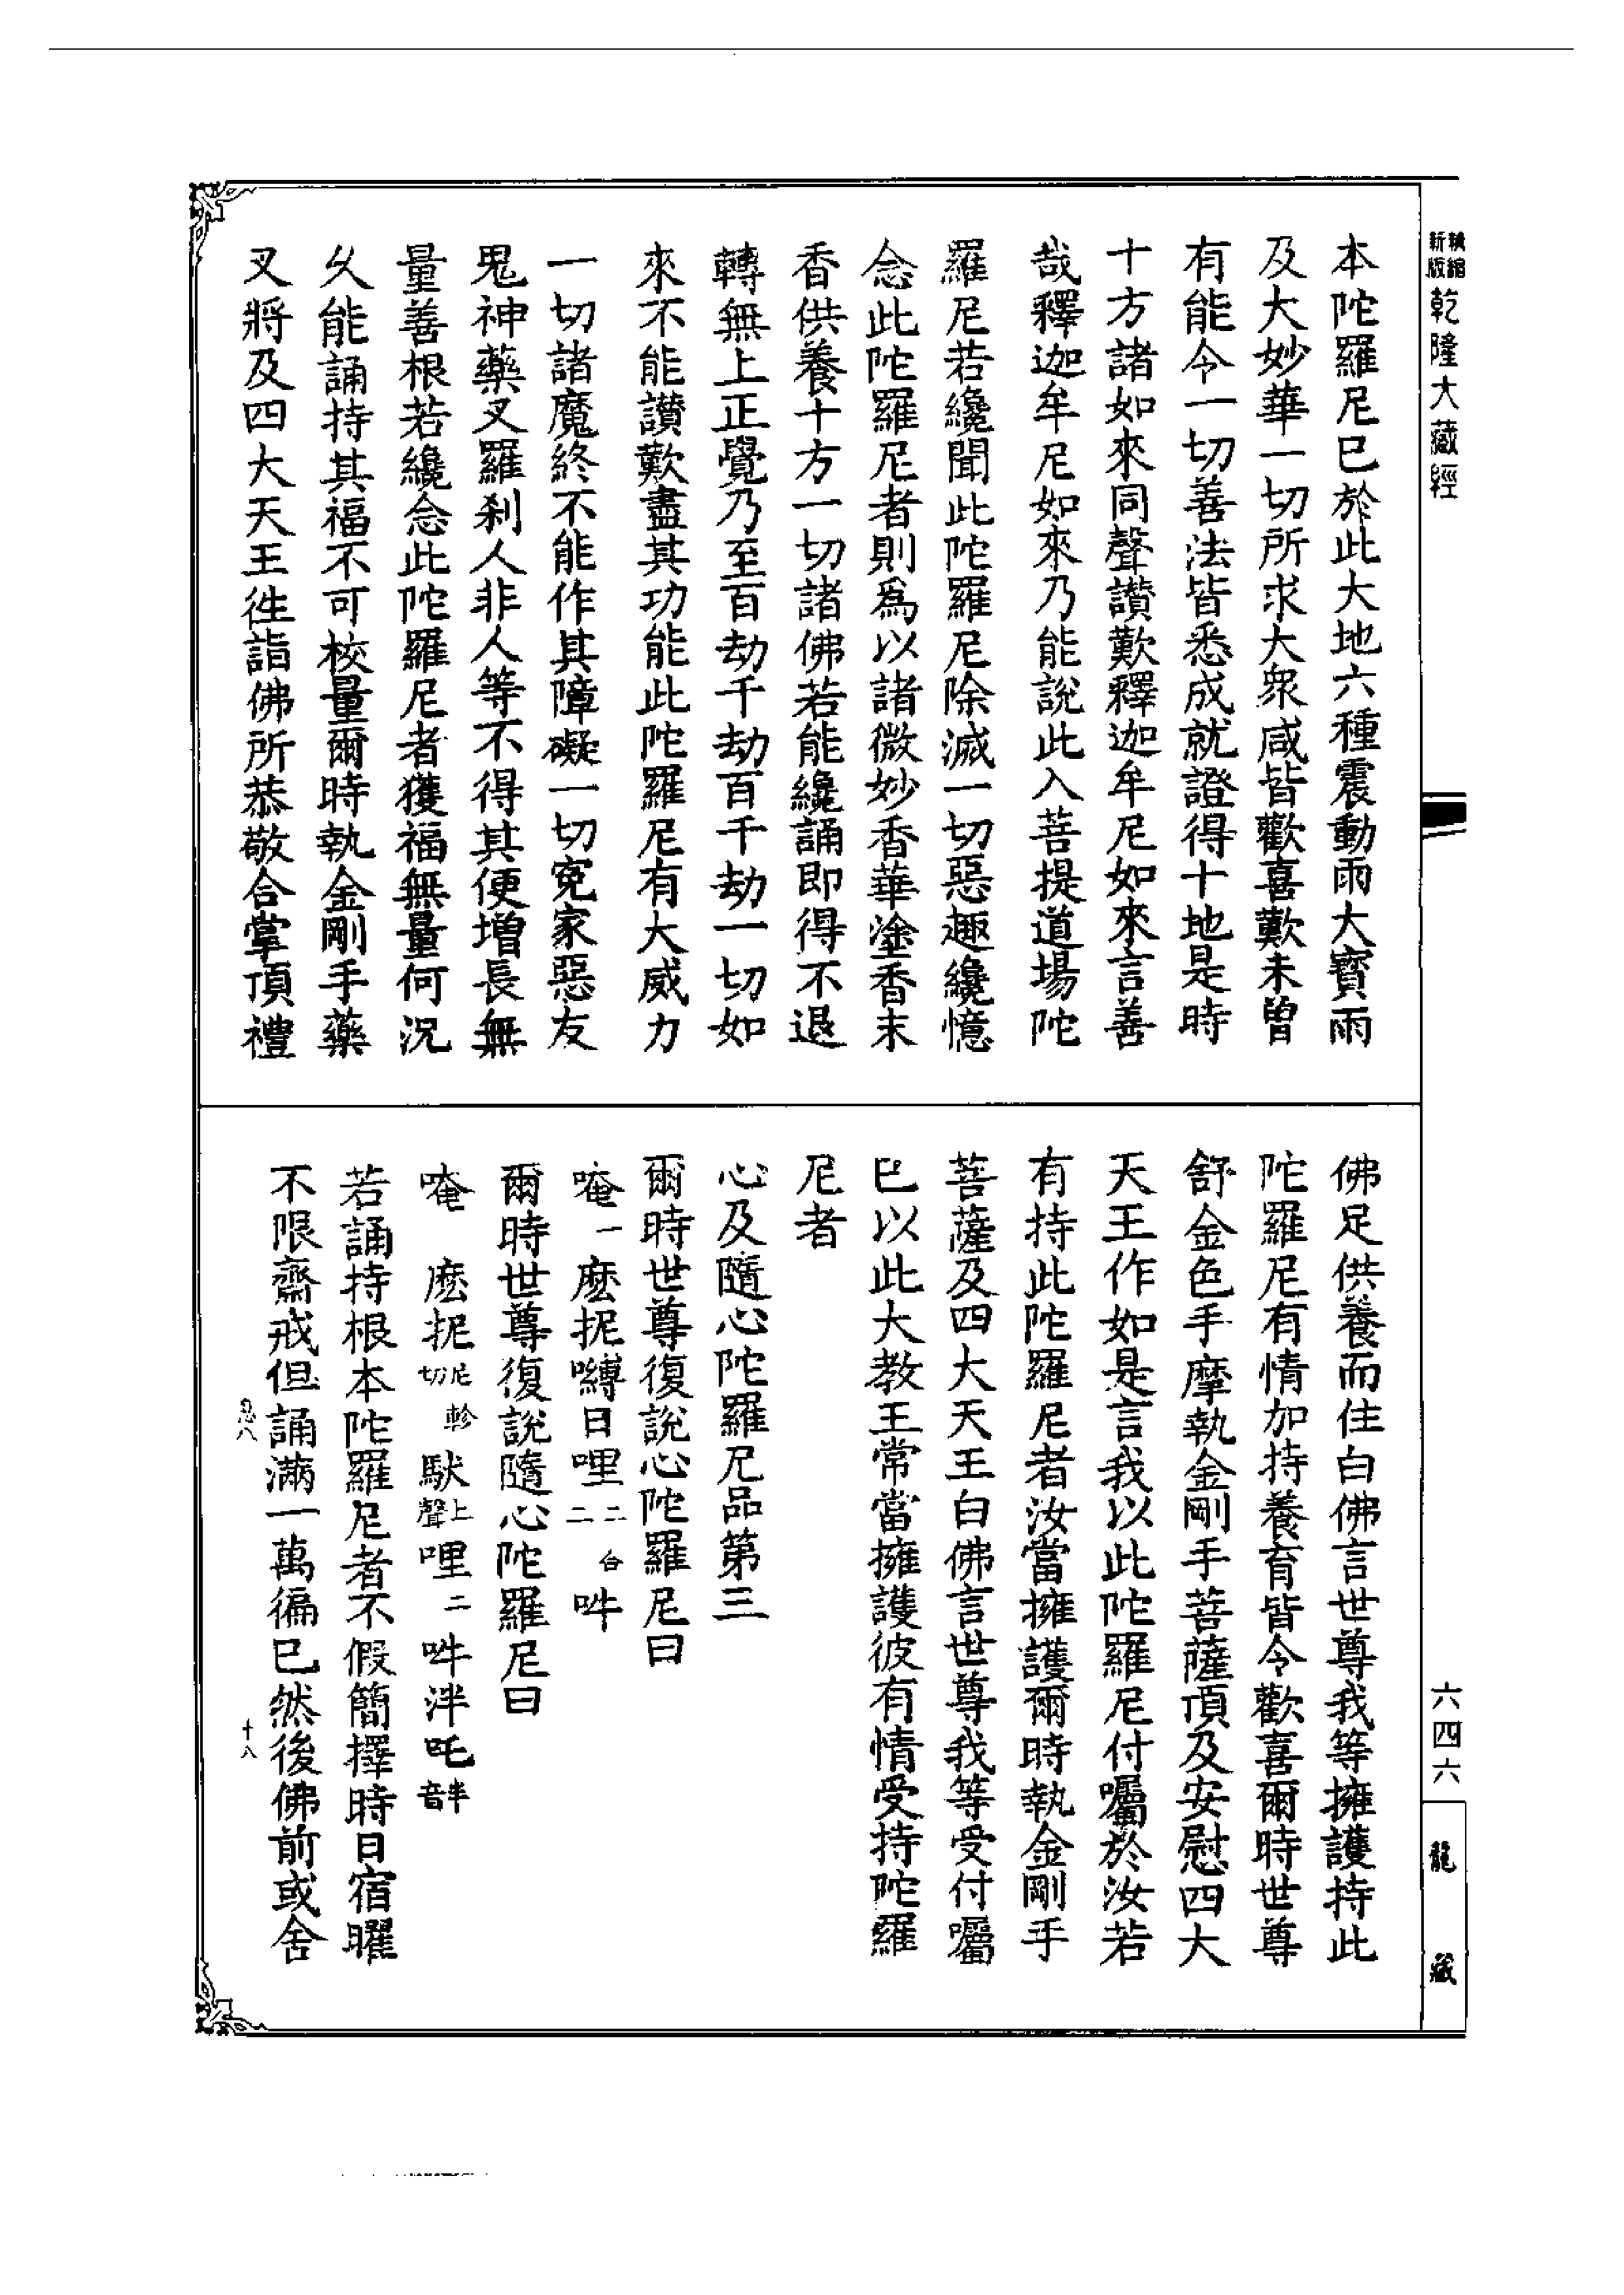 新版精縮
乾隆大藏經
六四六
龍藏
本陀羅尼已於此大地六種震動雨大寶雨
及大妙華一切所求大眾咸皆歡喜歎未曾
有能令一切善法皆悉成就證得十地是時
十方諸如來同聲讚歎釋迦牟尼如來言善
哉釋迦牟尼如來乃能說此入菩提道場陀
羅尼若纔聞此陀羅尼除滅一切惡趣纔憶
念此陀羅尼者則為以諸微妙香華塗香末
香供養十方一切諸佛若能纔誦即得不退
轉無上正覺乃至百劫千劫百千劫一切如
來不能讚歎盡其功能此陀羅尼有大威力
一切諸魔終不能作其障礙一切冤家惡友
鬼神藥叉羅剎人非人等不得其便增長無
量善根若纔念此陀羅尼者獲福無量何況
久能誦持其福不可校量爾時執金剛手藥
叉將及四大天王徃詣佛所恭敬合掌頂禮
佛足供養而住白佛言世尊我等擁護持此
陀羅尼有情加持養育皆令歡喜爾時世尊
舒金色手摩執金剛手菩薩頂及安慰四大
天王作如是言我以此陀羅尼付囑於汝若
有持此陀羅尼者汝當擁護爾時執金剛手
菩薩及四大天王白佛言世尊我等受付囑
已以此大教王常當擁護彼有情受持陀羅
尼者
心及隨心陀羅尼品第三
爾時世尊復說心陀羅尼曰
唵一麼抳嚩日哩二合二吽
爾時世尊復說隨心陀羅尼曰
唵麼抳尼軫切馱上聲哩二吽泮吒半音
若誦持根本陀羅尼者不假簡擇時日宿曜
不限齋戒但誦滿一萬徧已然後佛前或舍
忽八
十八